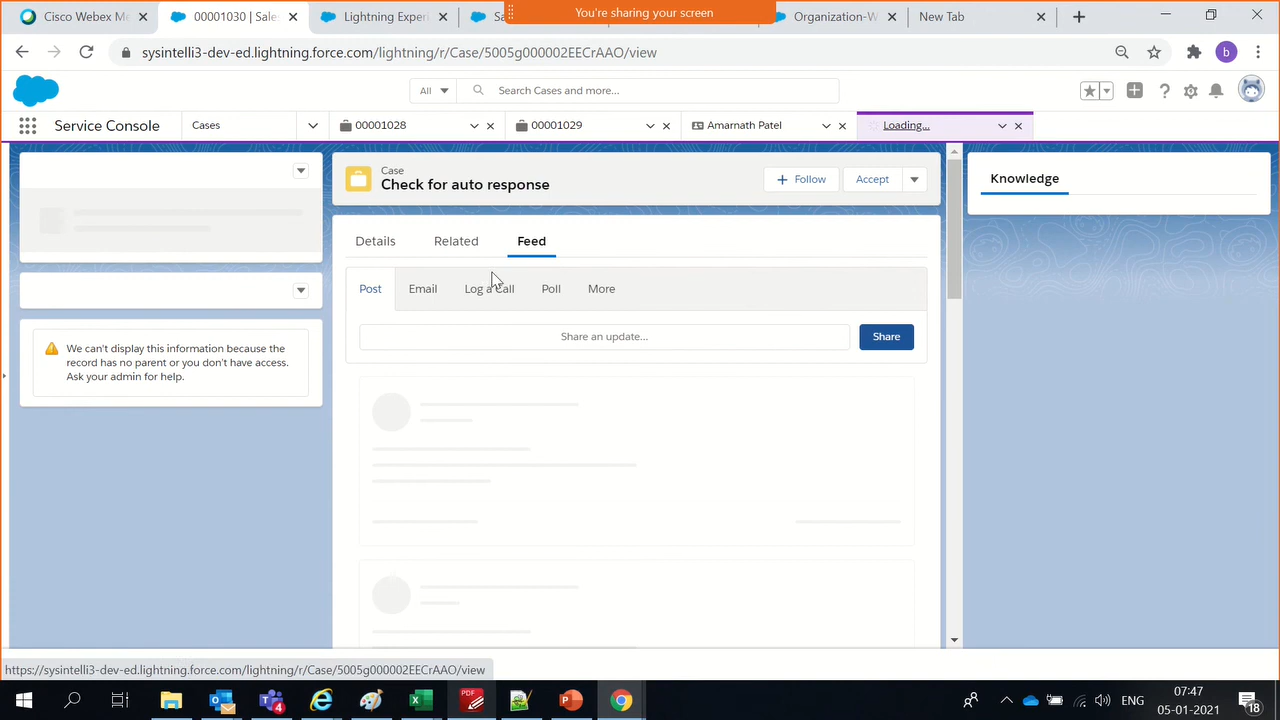 Cisco Webex M
00001030 | Sale
Lightning Experi
Sa
You're sharing your screen
Organization-W
New Tab
sysintelli3-dev-ed.lightning.force.com/lightning/r/Case/5005g000002EECrAAO/view
b
All
Search Cases and more...
Service Console
Cases
00001028
00001029
Amarnath Patel
Loading...
Case
Check for auto response
Follow
Accept
Knowledge
Details
Related
Feed
Post
Email
Log a Call
Poll
More
Share an update...
Share
We can't display this information because the
record has no parent or you don't have access.
Ask your admin for help.
https://sysintelli3-dev-ed.lightning.force.com/lightning/r/Case/5005g000002EECrAAO/view
PDF
ENG
07:47
05-01-2021
18